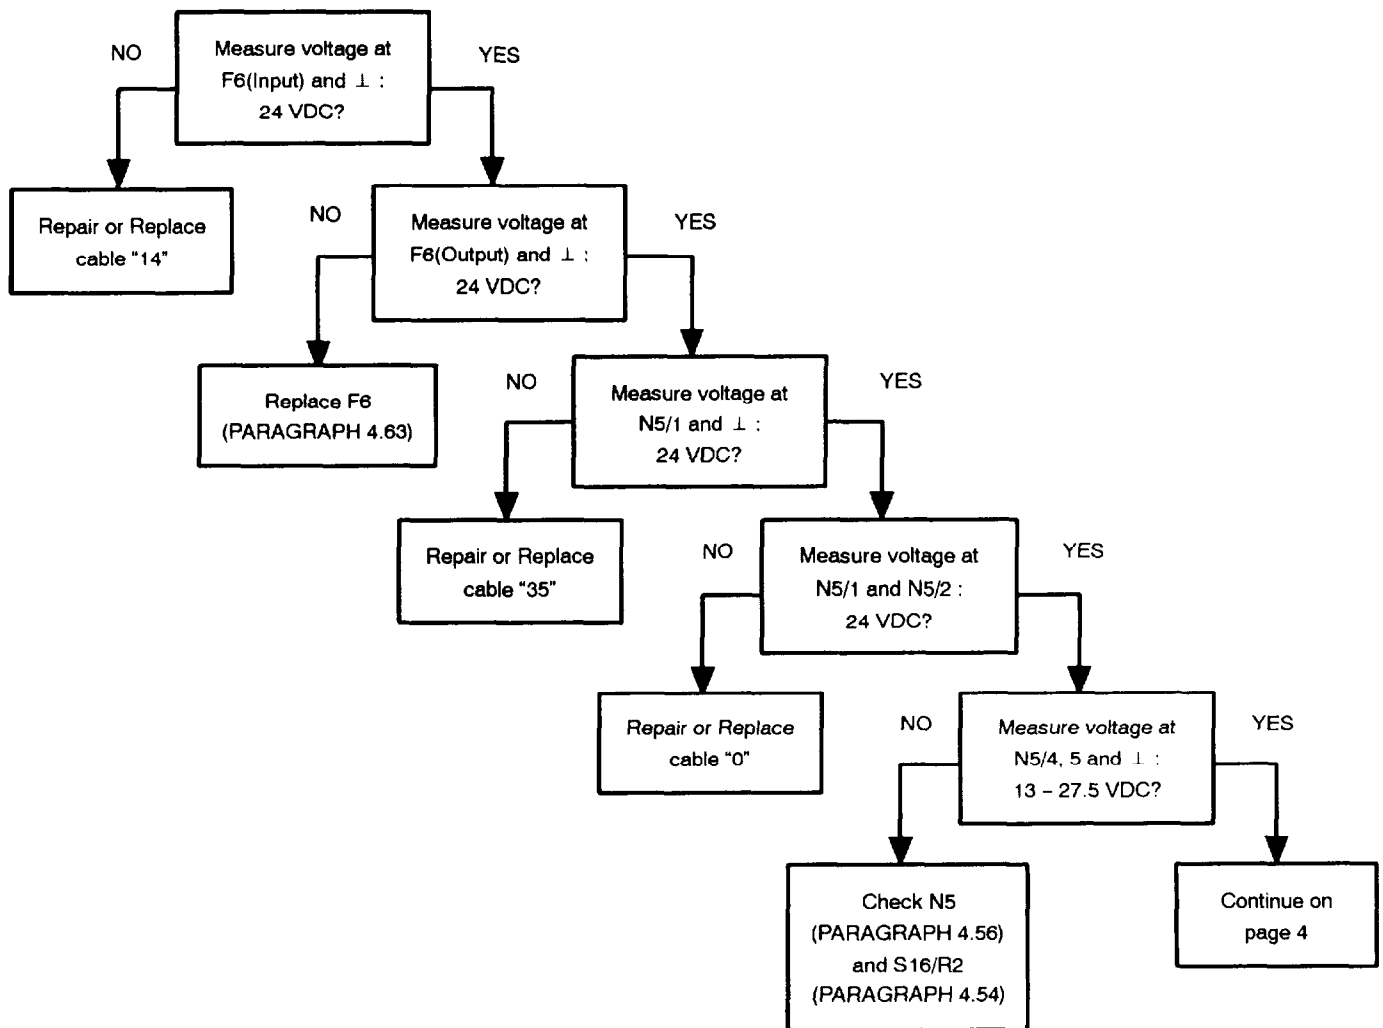 NO
Measure voltage at
F6(Input) and ⊥ :
24 VDC?
YES
Repair or Replace
cable “14”
NO
Measure voltage at
F6(Output) and ⊥ :
24 VDC?
YES
Replace F6
(PARAGRAPH 4.63)
NO
Measure voltage at
N5/1 and ⊥ :
24 VDC?
YES
Repair or Replace
cable “35”
NO
Measure voltage at
N5/1 and N5/2 :
24 VDC?
YES
Repair or Replace
cable “0”
NO
Measure voltage at
N5/4, 5 and ⊥ :
13 – 27.5 VDC?
YES
Check N5
(PARAGRAPH 4.56)
and S16/R2
(PARAGRAPH 4.54)
Continue on
page 4